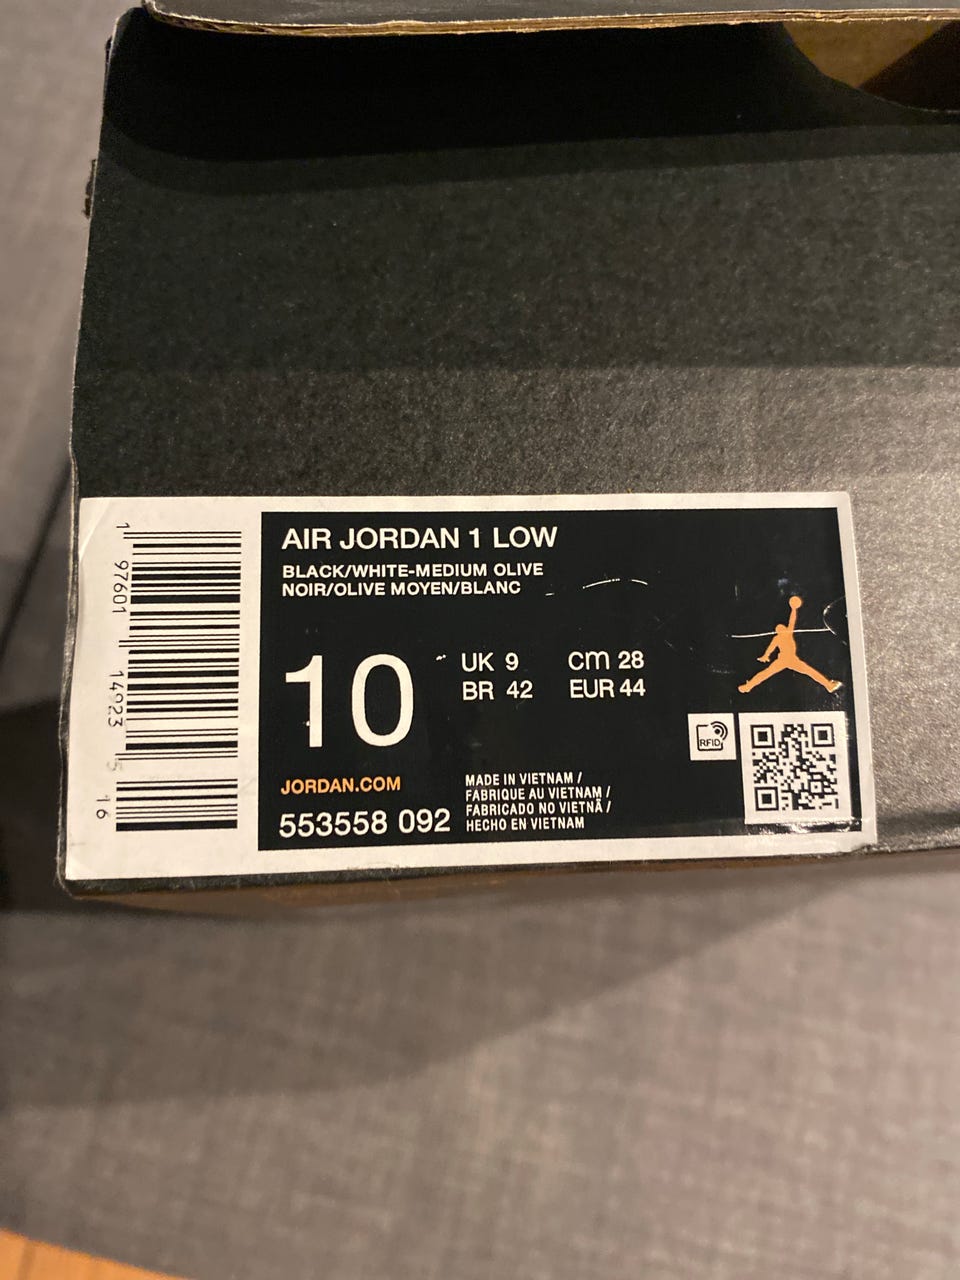 AIR JORDAN 1 LOW
BLACK/WHITE-MEDIUM OLIVE
NOIR/OLIVE MOYEN/BLANC
10
UK 9 cm 28
BR 42 EUR 44
RFID
JORDAN.COM
553558 092
MADE IN VIETNAM /
FABRIQUE AU VIETNAM /
FABRICADO NO VIETNÃ /
HECHO EN VIETNAM
1 97601 14923 5 16